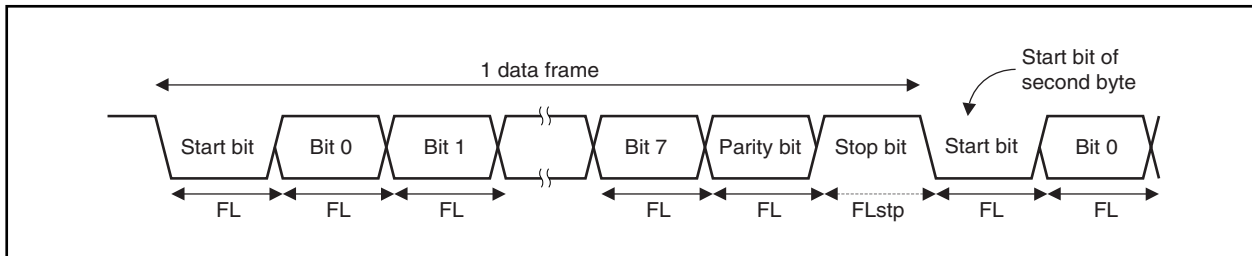 1 data frame
Start bit of
second byte
Start bit
Bit 0
Bit 1
Bit 7
Parity bit
Stop bit
Start bit
Bit 0
FL
FL
FL
FL
FL
FLstp
FL
FL